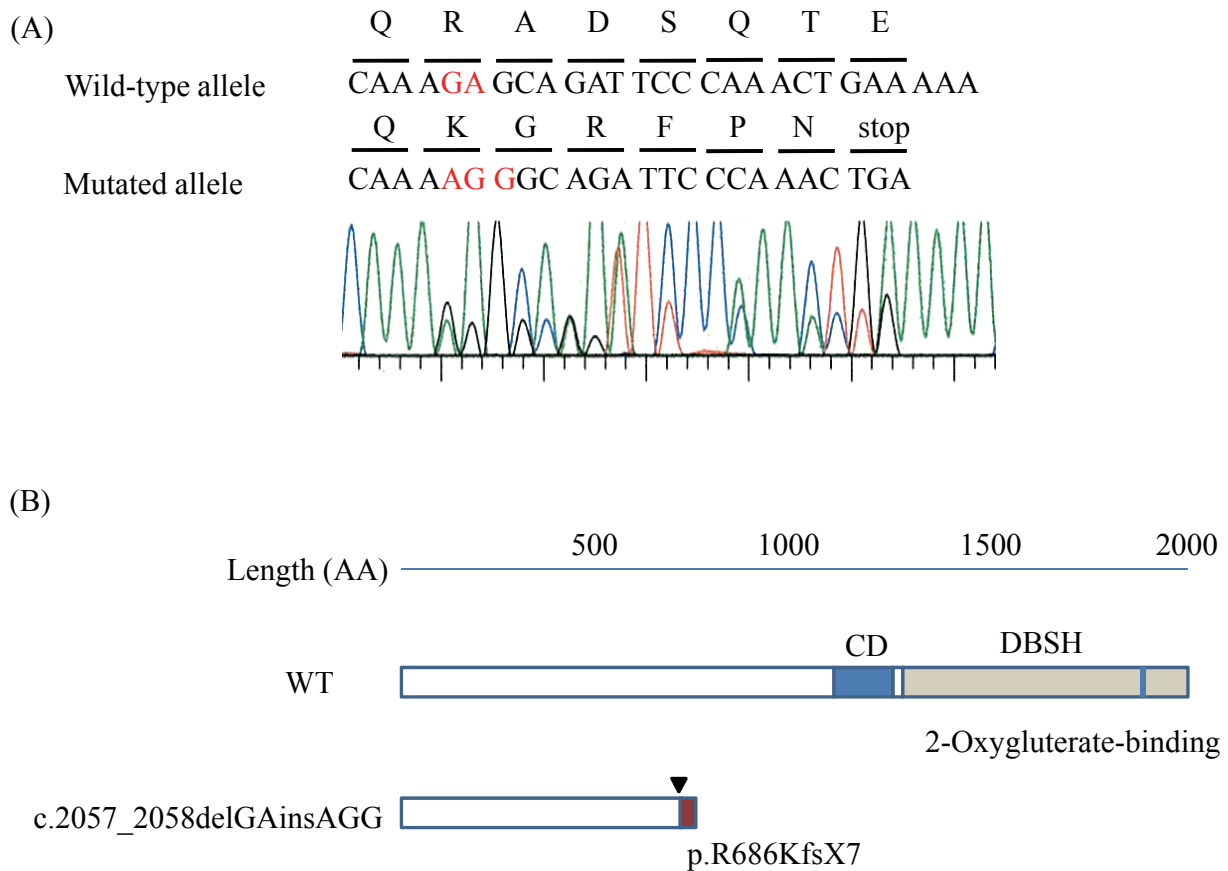 (A)
Q R A D S Q T E
Wild-type allele CAA AGA GCA GAT TCC CAA ACT GAA AAA
Q K G R F P N stop
Mutated allele CAA AAG GGC AGA TTC CCA AAC TGA
(B)
500 1000 1500 2000
Length (AA)
CD DBSH
WT
2-Oxygluterate-binding
c.2057_2058delGAinsAGG
p.R686KfsX7